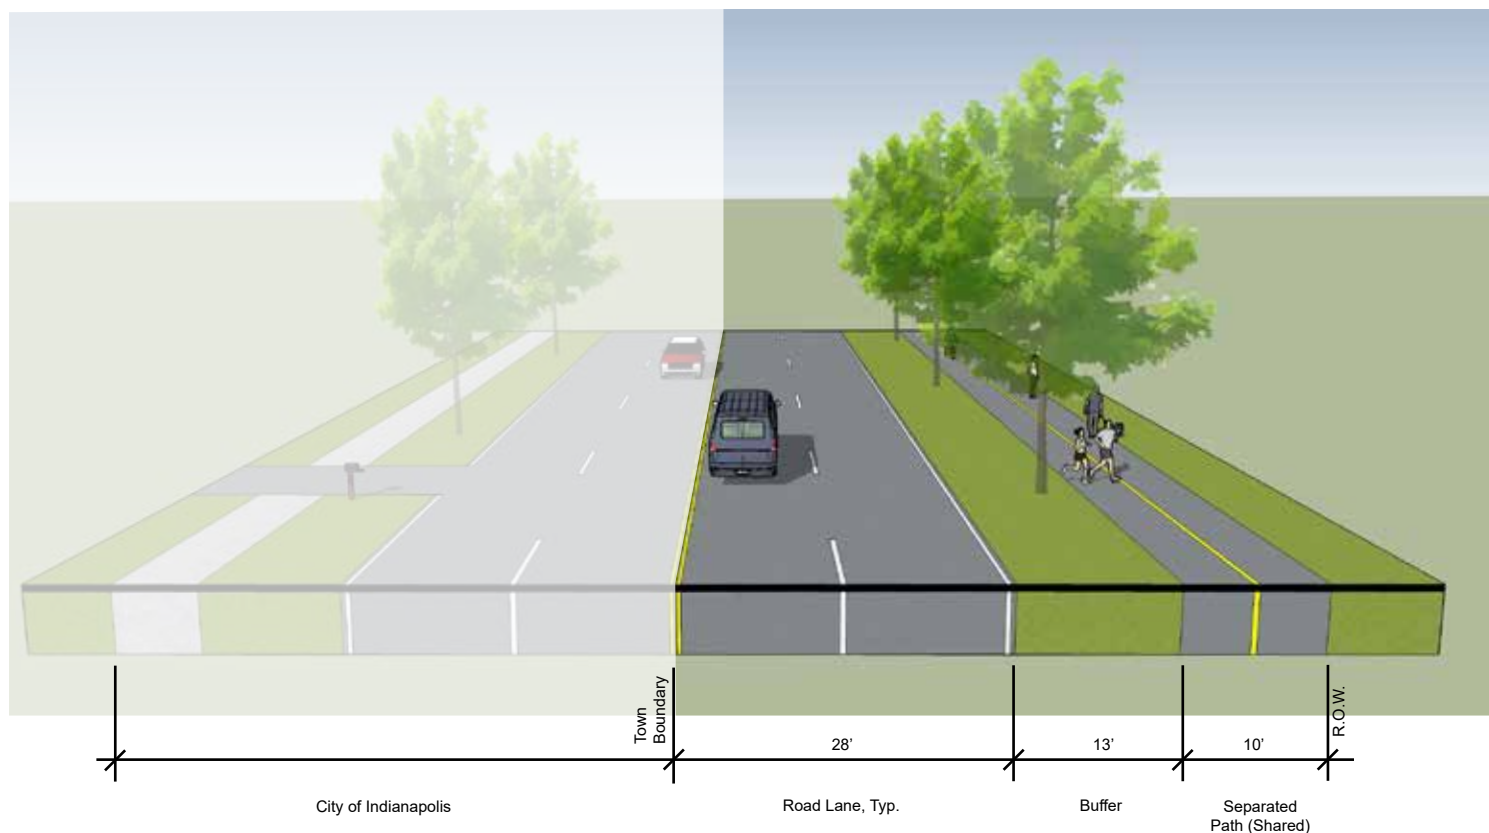 Town
Boundary
R.O.W.
28’
13’
10’
City of Indianapolis
Road Lane, Typ.
Buffer
Separated
Path (Shared)